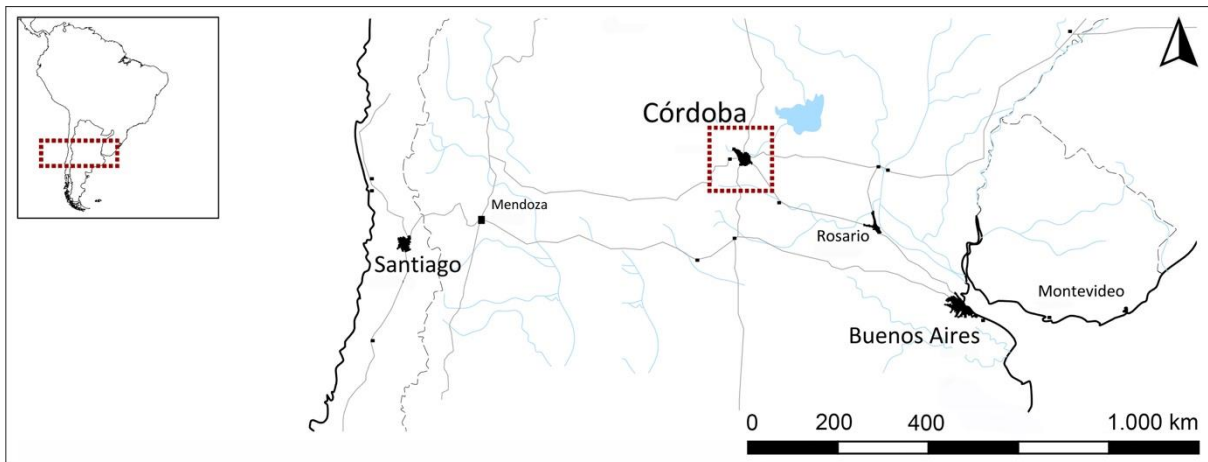 Córdoba
Mendoza
Rosario
Santiago
Montevideo
Buenos Aires
0 200 400 1.000 km